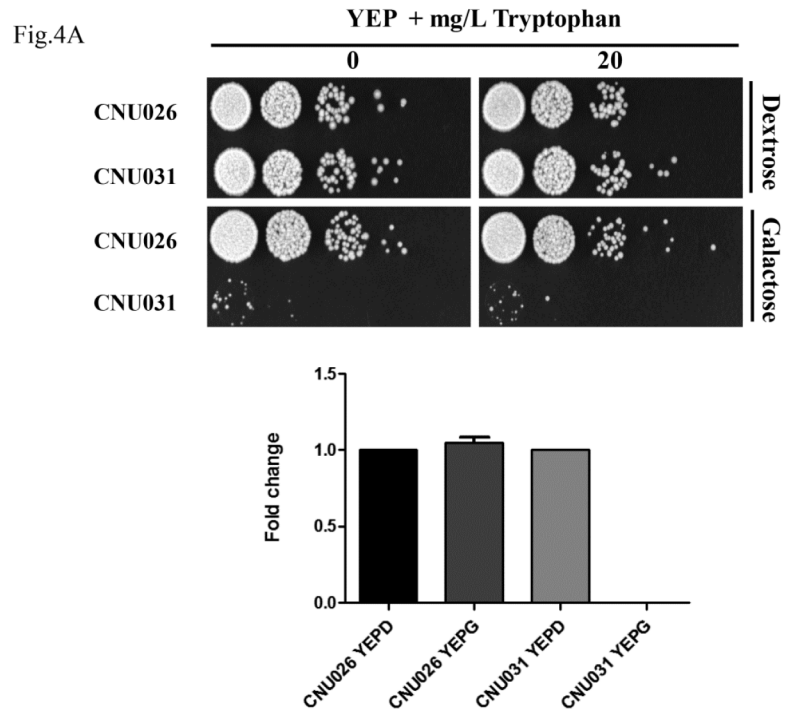 Fig.4A
YEP + mg/L Tryptophan
0 20
CNU026
CNU031
Dextrose
CNU026
CNU031
Galactose
1.5
1.0
0.5
0.0
Fold change
CNU026 YEPD
CNU026 YEPG
CNU031 YEPD
CNU031 YEPG